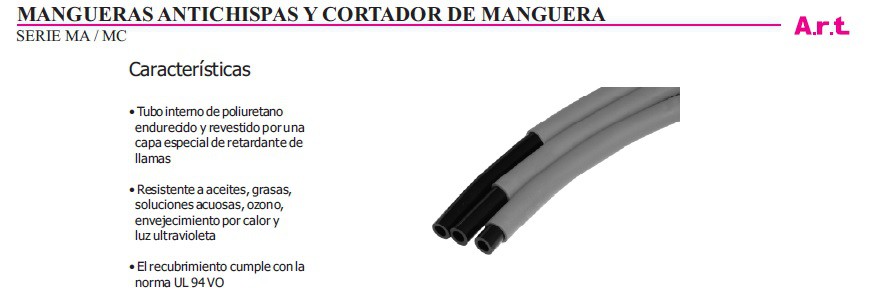 MANGUERAS ANTICHISPAS Y CORTADOR DE MANGUERA
A.r.t.
SERIE MA / MC
Características
• Tubo interno de poliuretano
endurecido y revestido por una
capa especial de retardante de
llamas
• Resistente a aceites, grasas,
soluciones acuosas, ozono,
envejecimiento por calor y
luz ultravioleta
• El recubrimiento cumple con la
norma UL 94 VO